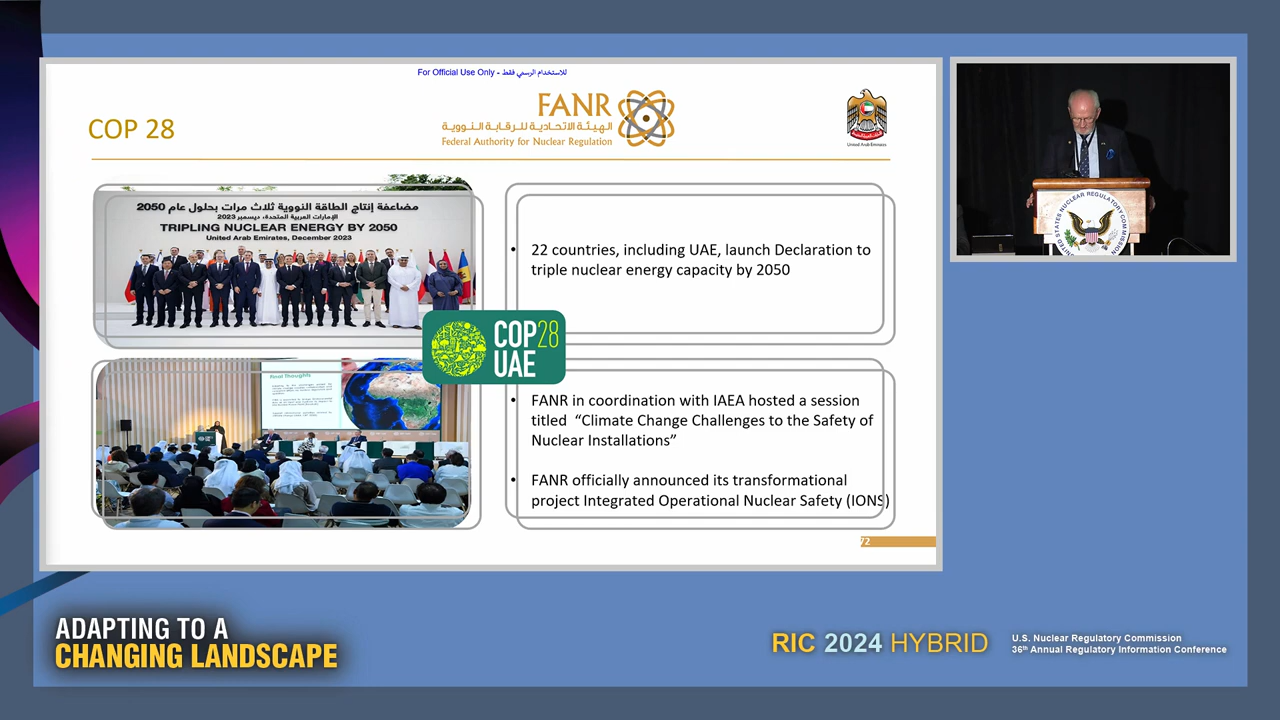 For Official Use Only - للاستخدام الرسمي فقط
COP 28
FANR
الهيئة الاتحادية للرقابة النووية
Federal Authority for Nuclear Regulation
United Arab Emirates
مضاعفة إنتاج الطاقة النووية ثلاث مرات بحلول عام 2050
الإمارات العربية المتحدة، ديسمبر 2023
TRIPLING NUCLEAR ENERGY BY 2050
United Arab Emirates, December 2023
• 22 countries, including UAE, launch Declaration to
triple nuclear energy capacity by 2050
COP28
UAE
Final Thoughts
• FANR in coordination with IAEA hosted a session
titled “Climate Change Challenges to the Safety of
Nuclear Installations”
• FANR officially announced its transformational
project Integrated Operational Nuclear Safety (IONS)
72
UNITED STATES NUCLEAR REGULATORY COMMISSION
ADAPTING TO A
CHANGING LANDSCAPE
RIC 2024 HYBRID
U.S. Nuclear Regulatory Commission
36th Annual Regulatory Information Conference